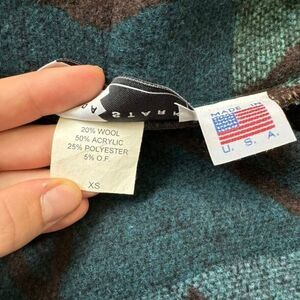 20% WOOL
50% ACRYLIC
25% POLYESTER
5% O.F.
XS
MADE IN
U.S.A.